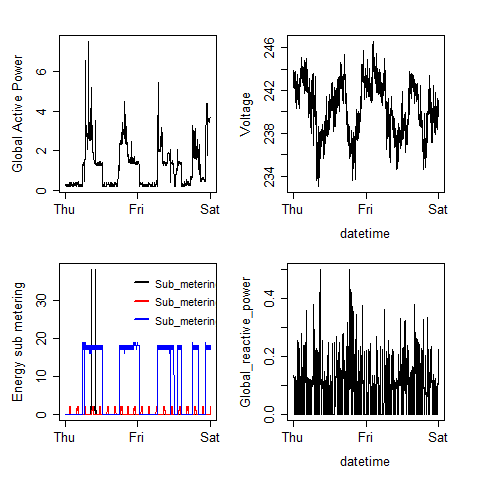 Global Active Power
0 2 4 6
Thu Fri Sat
Voltage
234 238 242 246
Thu Fri Sat
datetime
Energy sub metering
0 10 20 30
Sub_meterin
Sub_meterin
Sub_meterin
Thu Fri Sat
Global_reactive_power
0.0 0.2 0.4
Thu Fri Sat
datetime